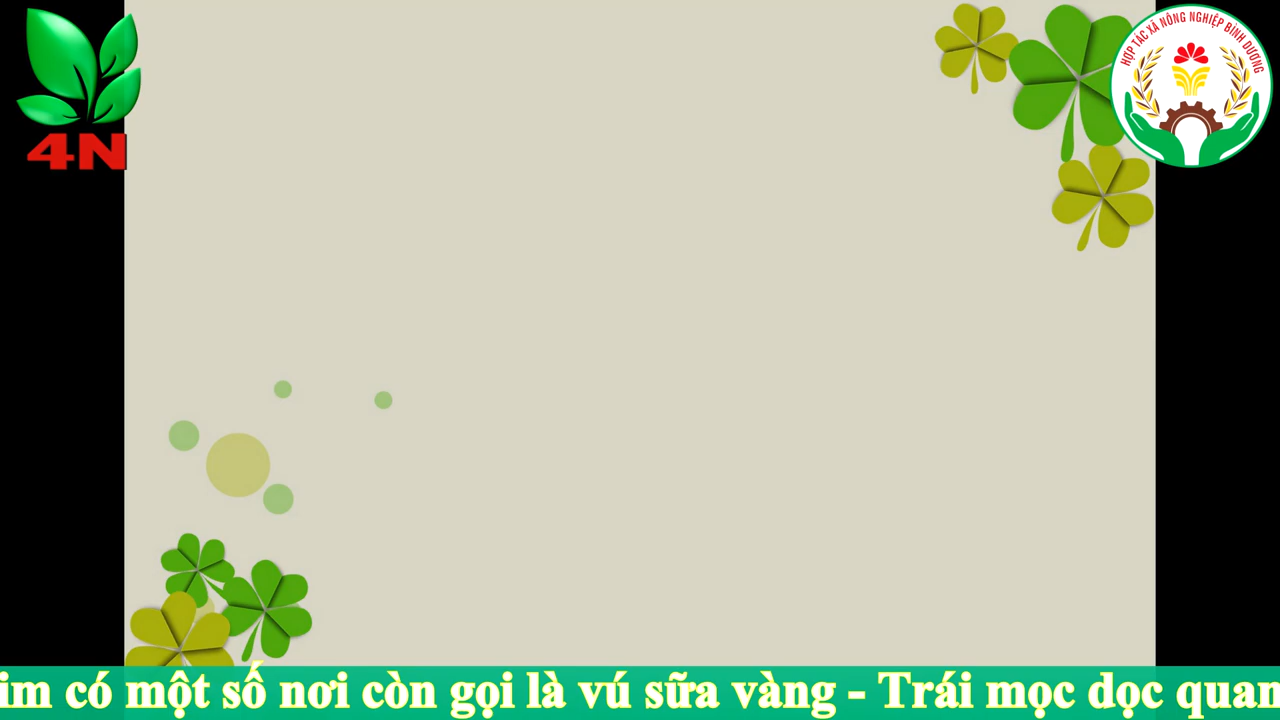 4N
HỢP TÁC XÃ NÔNG NGHIỆP BÌNH DƯƠNG
im có một số nơi còn gọi là vú sữa vàng - Trái mọc dọc quan